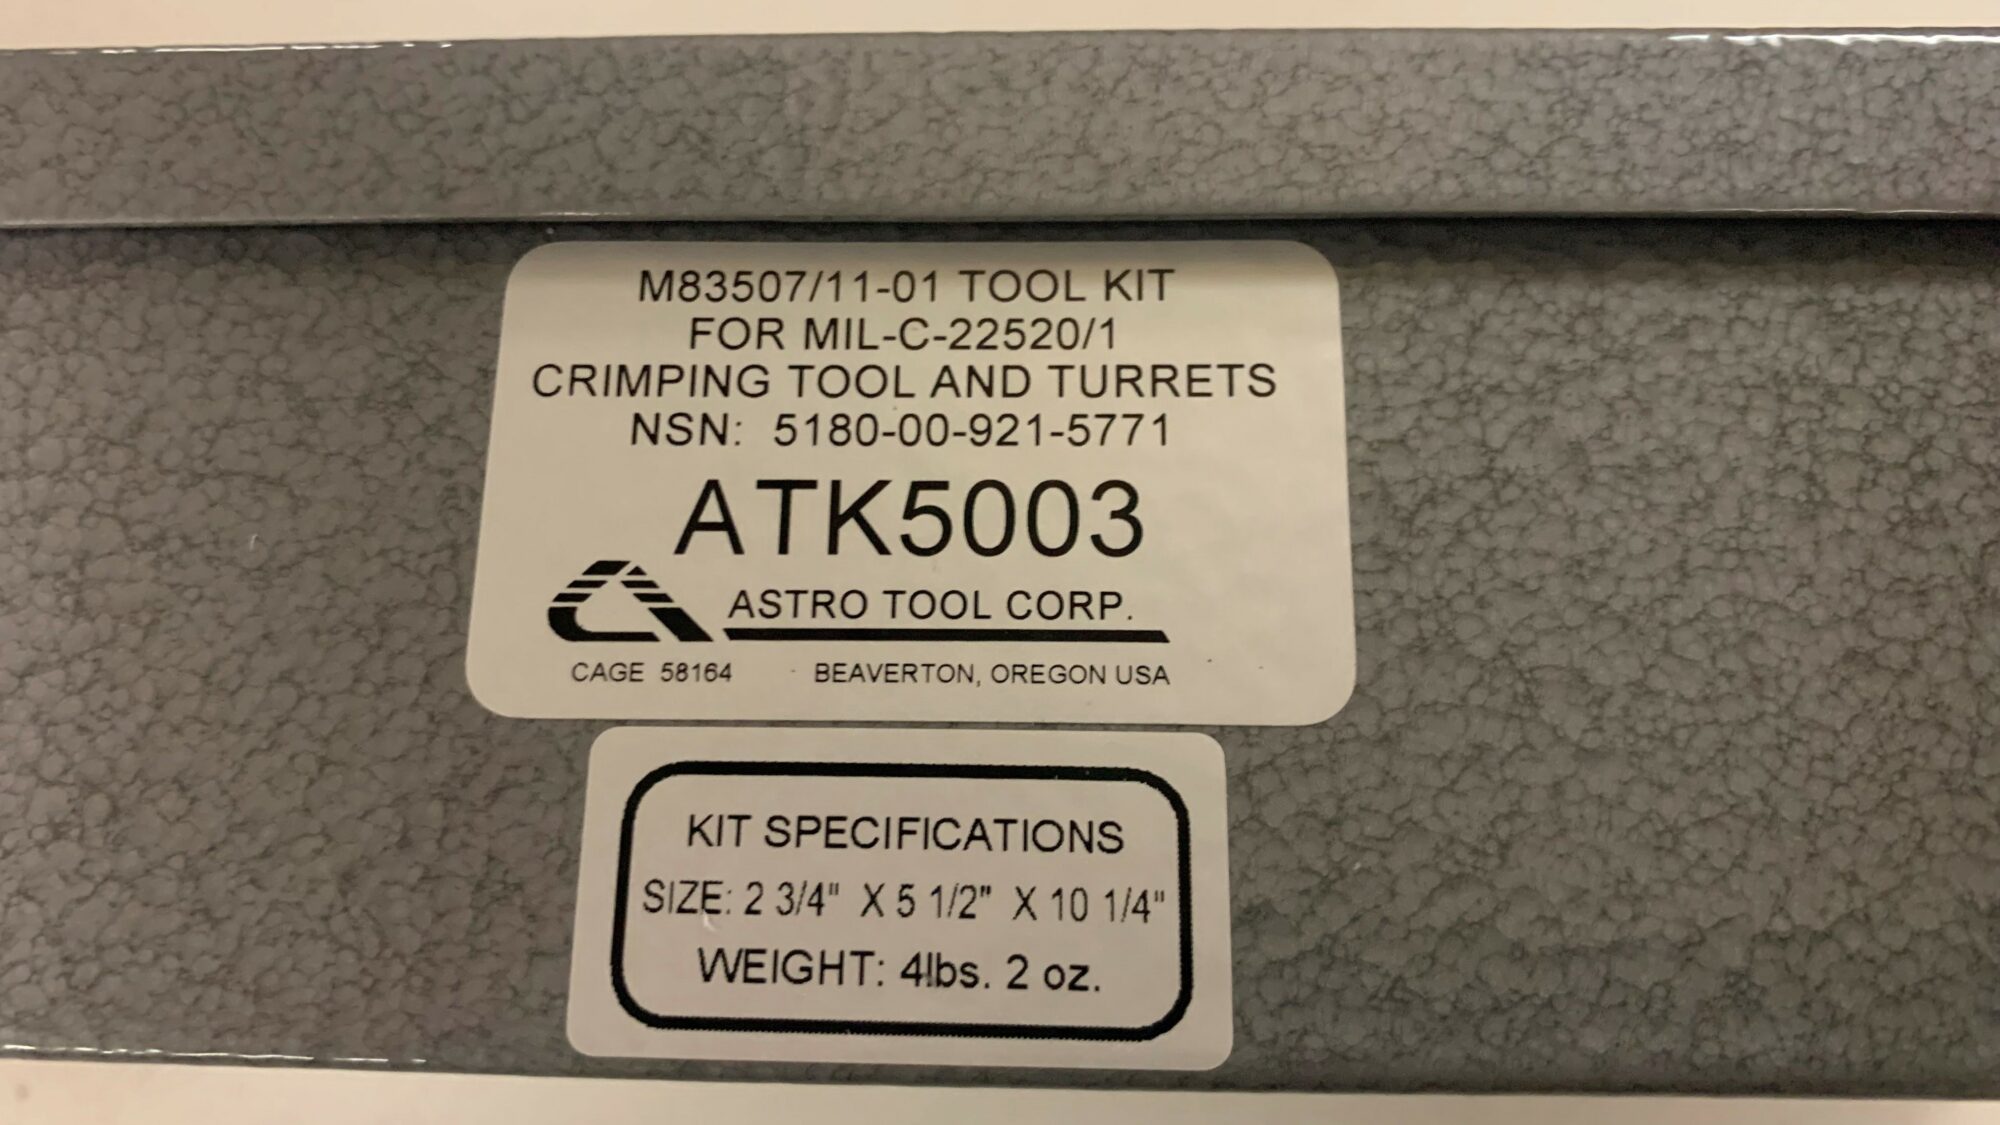 M83507/11-01 TOOL KIT
FOR MIL-C-22520/1
CRIMPING TOOL AND TURRETS
NSN: 5180-00-921-5771
ATK5003
ASTRO TOOL CORP.
CAGE 58164 BEAVERTON, OREGON USA
KIT SPECIFICATIONS
SIZE: 2 3/4" X 5 1/2" X 10 1/4"
WEIGHT: 4lbs. 2 oz.